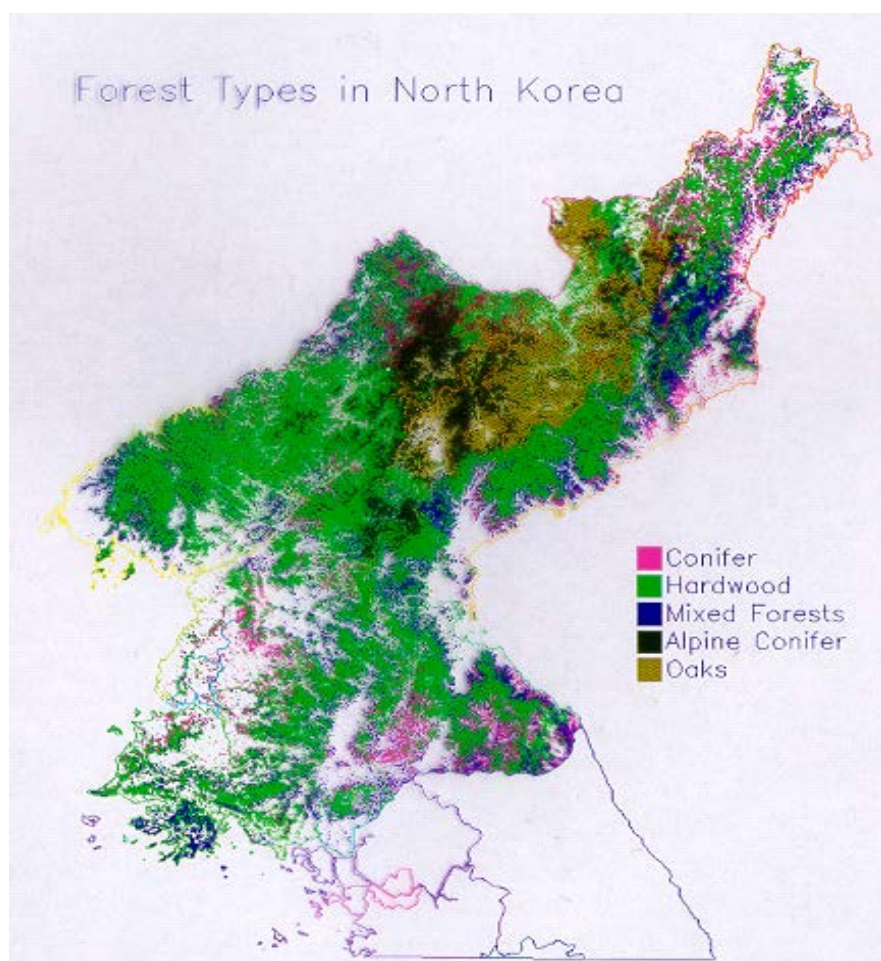 Forest Types in North Korea
Conifer
Hardwood
Mixed Forests
Alpine Conifer
Oaks